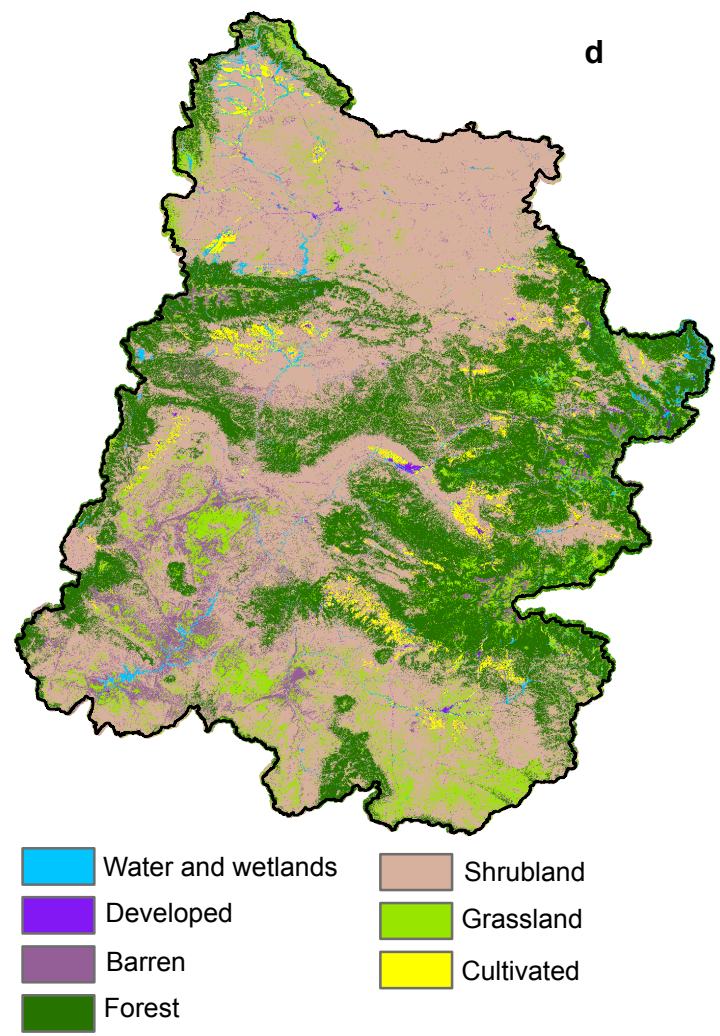 d
Water and wetlands
Developed
Barren
Forest
Shrubland
Grassland
Cultivated